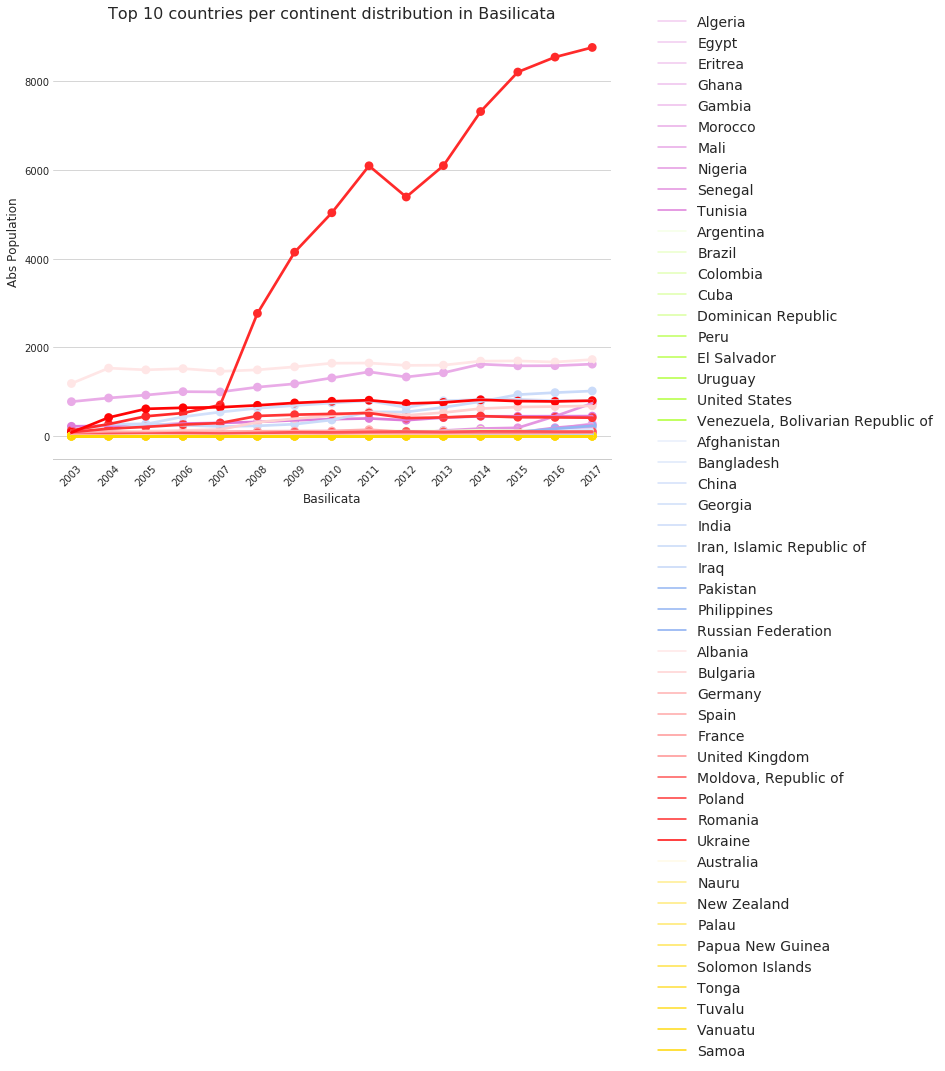 Top 10 countries per continent distribution in Basilicata
Abs Population
8000
6000
4000
2000
0
2003
2004
2005
2006
2007
2008
2009
2010
2011
2012
2013
2014
2015
2016
2017
Basilicata
Algeria
Egypt
Eritrea
Ghana
Gambia
Morocco
Mali
Nigeria
Senegal
Tunisia
Argentina
Brazil
Colombia
Cuba
Dominican Republic
Peru
El Salvador
Uruguay
United States
Venezuela, Bolivarian Republic of
Afghanistan
Bangladesh
China
Georgia
India
Iran, Islamic Republic of
Iraq
Pakistan
Philippines
Russian Federation
Albania
Bulgaria
Germany
Spain
France
United Kingdom
Moldova, Republic of
Poland
Romania
Ukraine
Australia
Nauru
New Zealand
Palau
Papua New Guinea
Solomon Islands
Tonga
Tuvalu
Vanuatu
Samoa